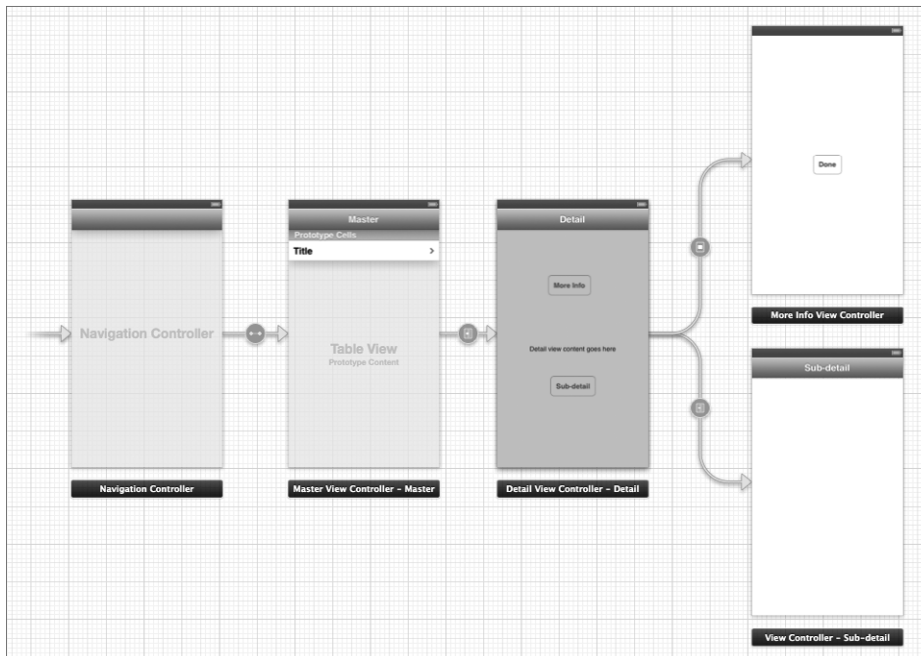 Navigation Controller
Navigation Controller
Master
Prototype Cells
Title
Table View
Prototype Content
Master View Controller – Master
Detail
More Info
Detail view content goes here
Sub-detail
Detail View Controller – Detail
Done
More Info View Controller
Sub-detail
View Controller – Sub-detail